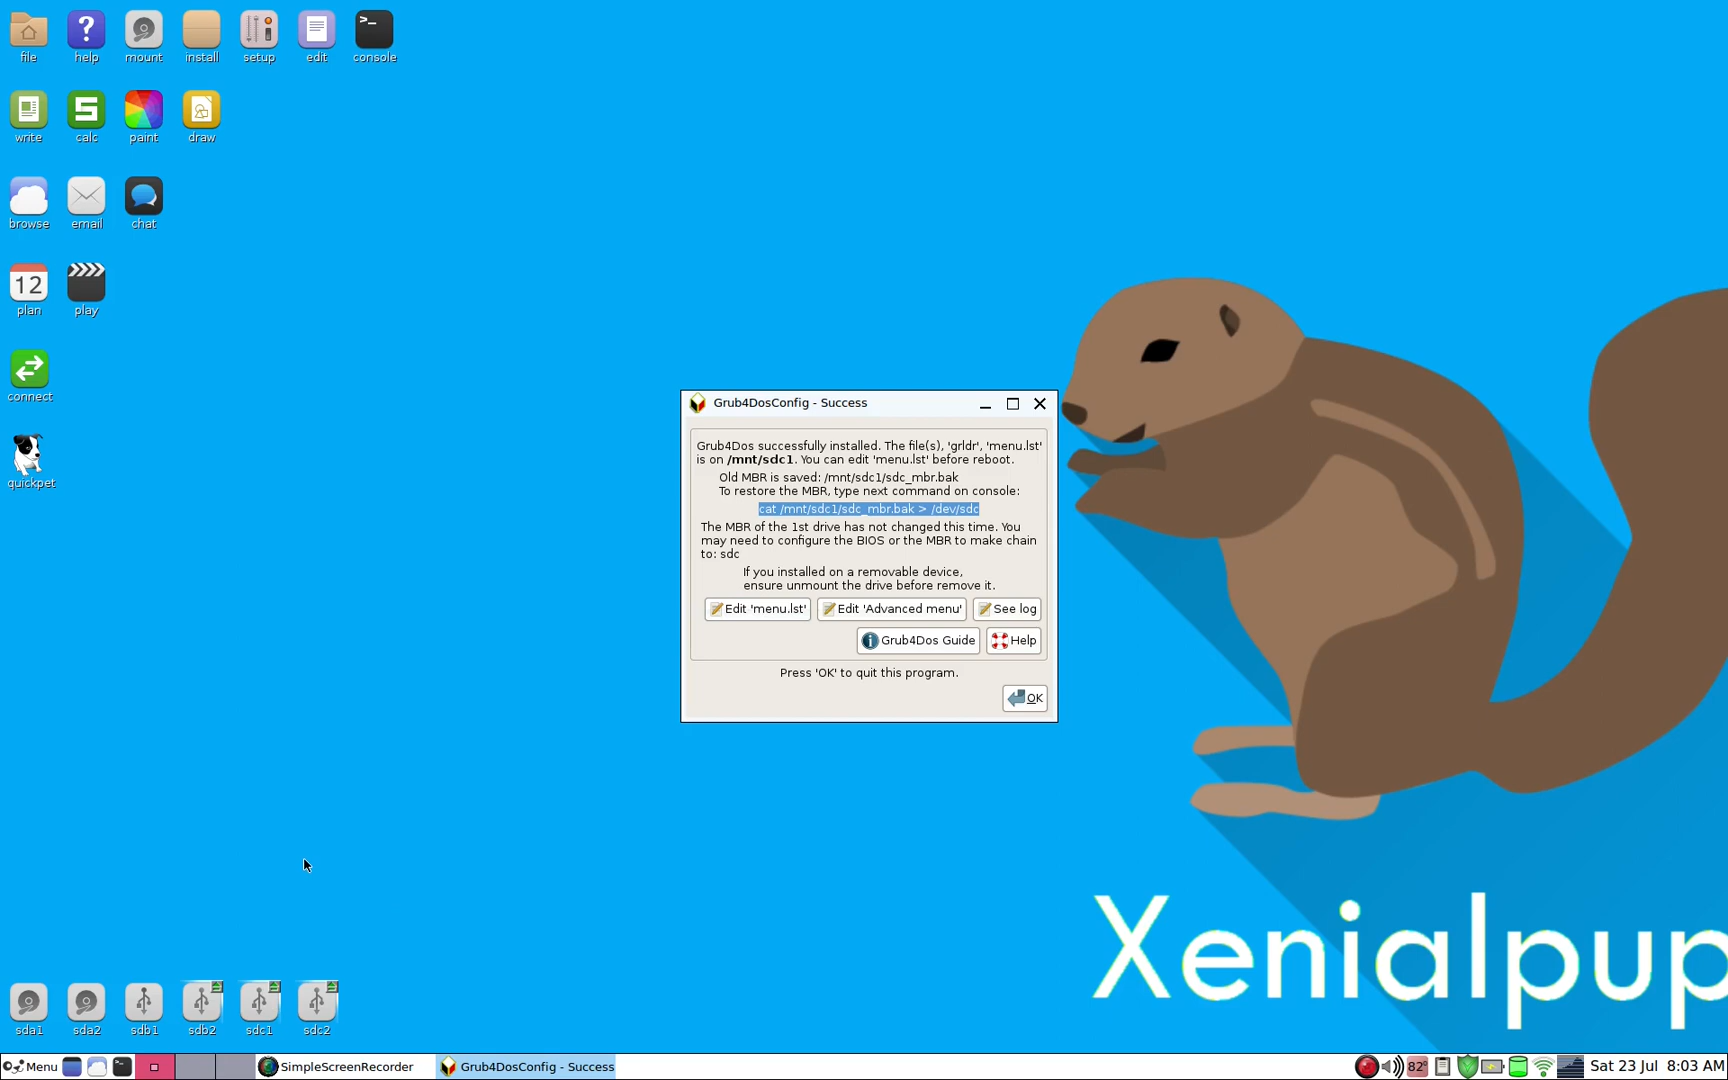 file help mount install setup edit console
write calc paint draw
browse email chat
12
plan play
connect
quickpet
Grub4DosConfig - Success
Grub4Dos successfully installed. The file(s), 'grldr', 'menu.lst'
is on /mnt/sdc1. You can edit 'menu.lst' before reboot.
Old MBR is saved: /mnt/sdc1/sdc_mbr.bak
To restore the MBR, type next command on console:
cat /mnt/sdc1/sdc_mbr.bak > /dev/sdc
The MBR of the 1st drive has not changed this time. You
may need to configure the BIOS or the MBR to make chain
to: sdc
If you installed on a removable device,
ensure unmount the drive before remove it.
Edit 'menu.lst' Edit 'Advanced menu' See log
Grub4Dos Guide Help
Press 'OK' to quit this program.
OK
Xenialpup
sda1 sda2 sdb1 sdb2 sdc1 sdc2
Menu SimpleScreenRecorder Grub4DosConfig - Success 82° Sat 23 Jul 8:03 AM